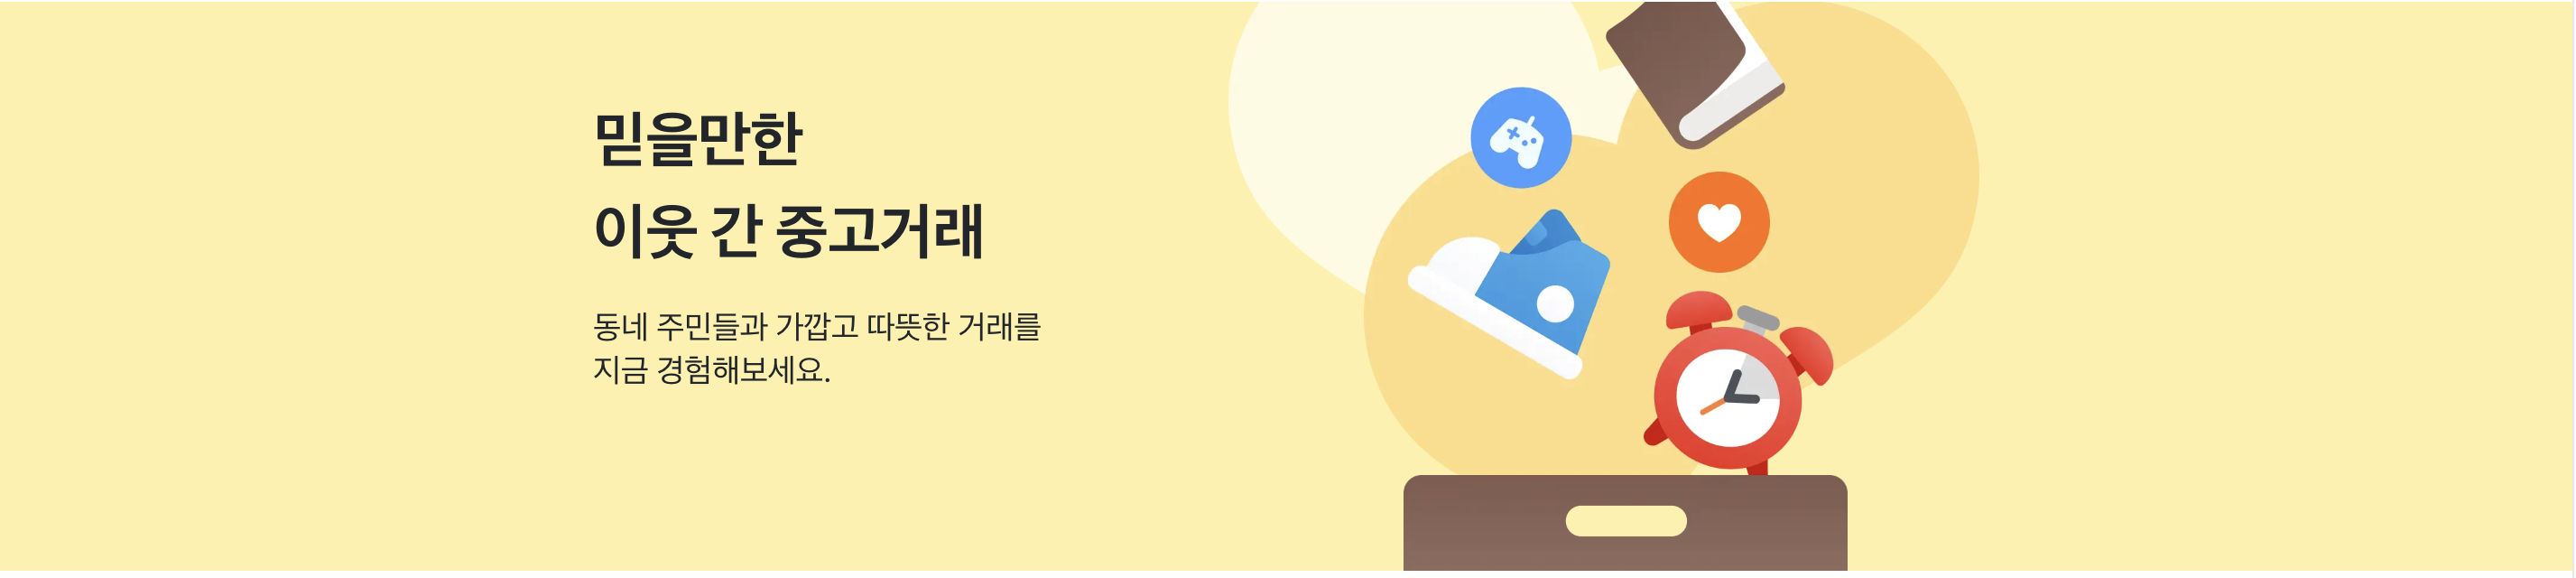 믿을만한
이웃 간 중고거래
동네 주민들과 가깝고 따뜻한 거래를
지금 경험해보세요.